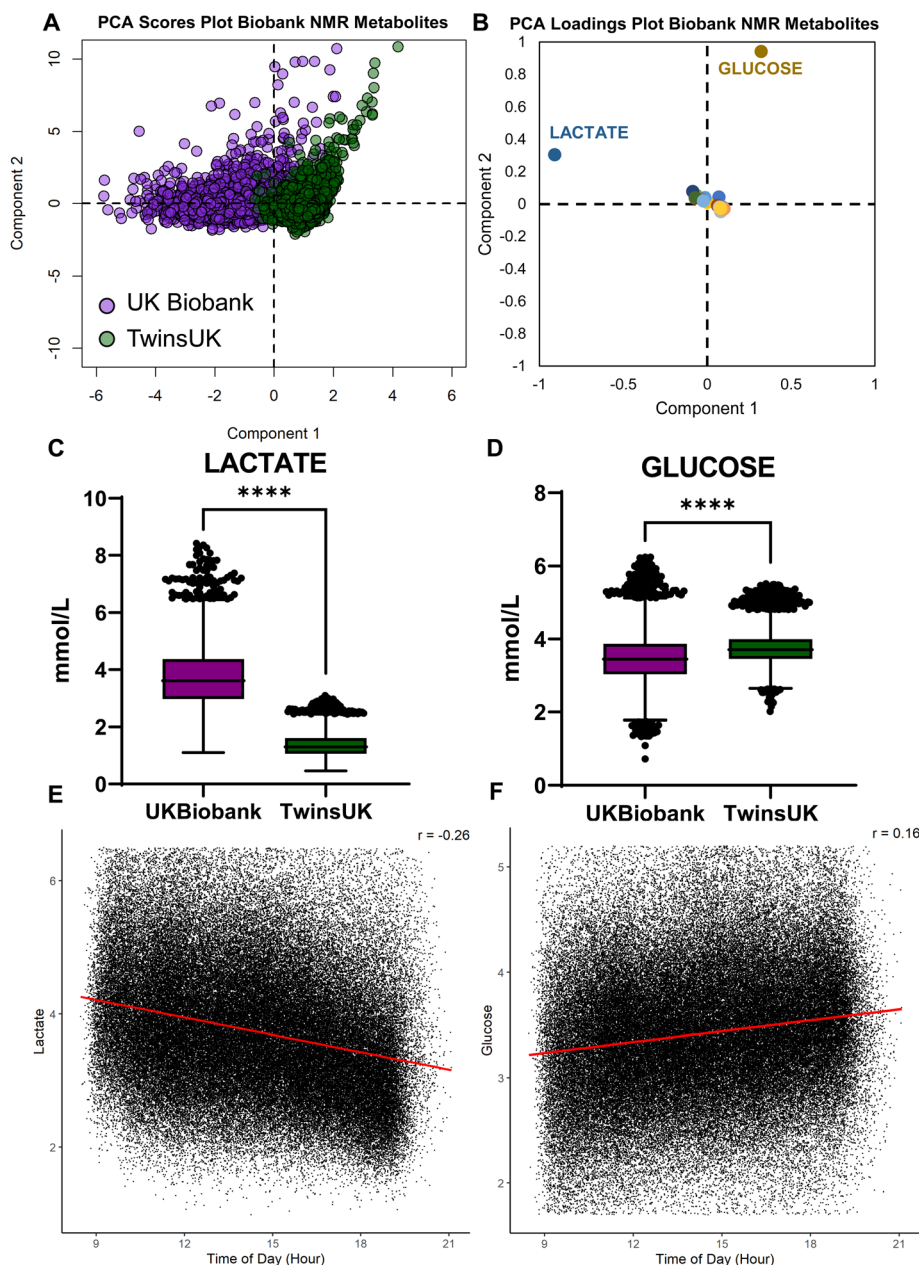 A
PCA Scores Plot Biobank NMR Metabolites
10
5
0
-5
-10
Component 2
UK Biobank
TwinsUK
-6
-4
-2
0
2
4
6
Component 1
B
PCA Loadings Plot Biobank NMR Metabolites
1
0.8
0.6
0.4
0.2
0
-0.2
-0.4
-0.6
-0.8
-1
Component 2
GLUCOSE
LACTATE
-1
-0.5
0
0.5
1
Component 1
C
LACTATE
****
10
8
6
4
2
0
mmol/L
UKBiobank
TwinsUK
D
GLUCOSE
****
8
6
4
2
0
mmol/L
UKBiobank
TwinsUK
E
r = -0.26
6
4
2
Lactate
9
12
15
18
21
Time of Day (Hour)
F
r = 0.16
5
4
3
2
Glucose
9
12
15
18
21
Time of Day (Hour)